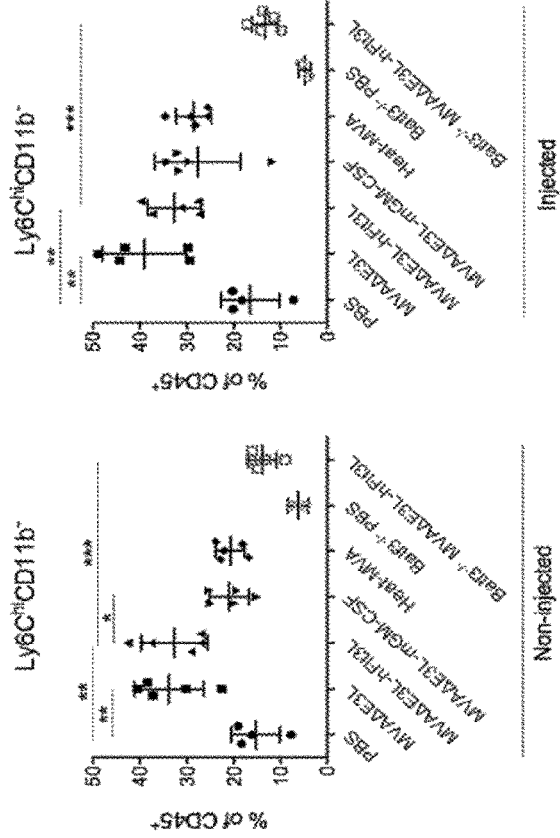 Ly6C^hiCD11b^-
% of CD45^+
50
40
30
20
10
0
**
**
*
***
PBS
MVAΔE3L
MVAΔE3L-hFlt3L
MVAΔE3L-mGM-CSF
Heat-MVA
Batf3^-/- PBS
Batf3^-/- MVAΔE3L-hFlt3L
Non-injected
Ly6C^hiCD11b^-
% of CD45^+
50
40
30
20
10
0
**
**
***
PBS
MVAΔE3L
MVAΔE3L-hFlt3L
MVAΔE3L-mGM-CSF
Heat-MVA
Batf3^-/- PBS
Batf3^-/- MVAΔE3L-hFlt3L
Injected